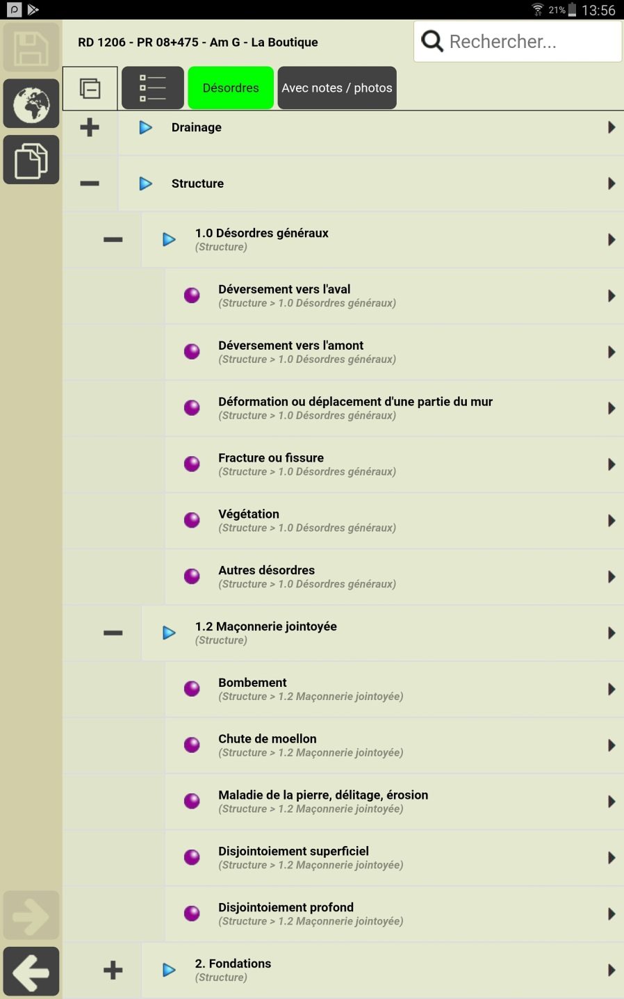 21% 13:56
RD 1206 - PR 08+475 - Am G - La Boutique
Rechercher...
Désordres
Avec notes / photos
Drainage
Structure
1.0 Désordres généraux
(Structure)
Déversement vers l'aval
(Structure > 1.0 Désordres généraux)
Déversement vers l'amont
(Structure > 1.0 Désordres généraux)
Déformation ou déplacement d'une partie du mur
(Structure > 1.0 Désordres généraux)
Fracture ou fissure
(Structure > 1.0 Désordres généraux)
Végétation
(Structure > 1.0 Désordres généraux)
Autres désordres
(Structure > 1.0 Désordres généraux)
1.2 Maçonnerie jointoyée
(Structure)
Bombement
(Structure > 1.2 Maçonnerie jointoyée)
Chute de moellon
(Structure > 1.2 Maçonnerie jointoyée)
Maladie de la pierre, délitage, érosion
(Structure > 1.2 Maçonnerie jointoyée)
Disjointoiement superficiel
(Structure > 1.2 Maçonnerie jointoyée)
Disjointoiement profond
(Structure > 1.2 Maçonnerie jointoyée)
2. Fondations
(Structure)